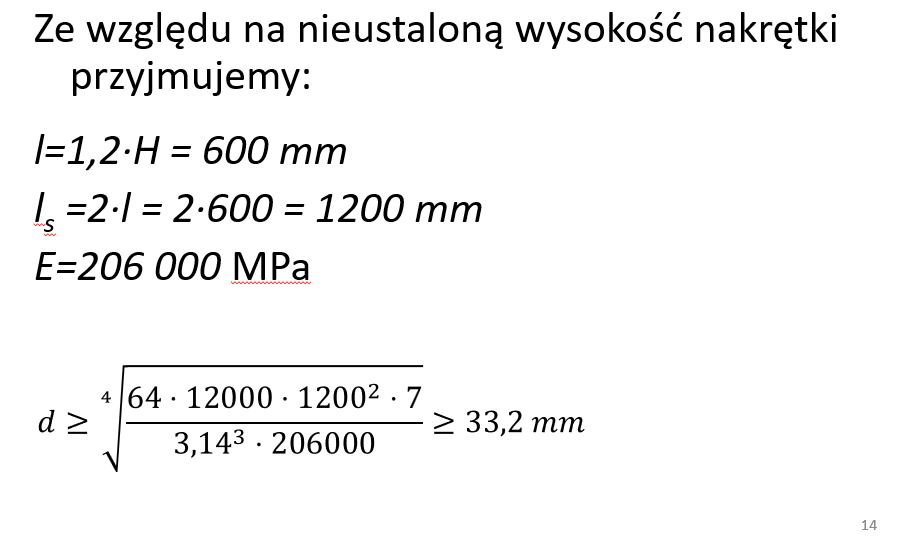 Ze względu na nieustaloną wysokość nakrętki
przyjmujemy:
l=1,2·H = 600 mm
lₛ =2·l = 2·600 = 1200 mm
E=206 000 MPa
d ≥ ⁴√(64 · 12000 · 1200² · 7 / 3,14³ · 206000) ≥ 33,2 mm
14